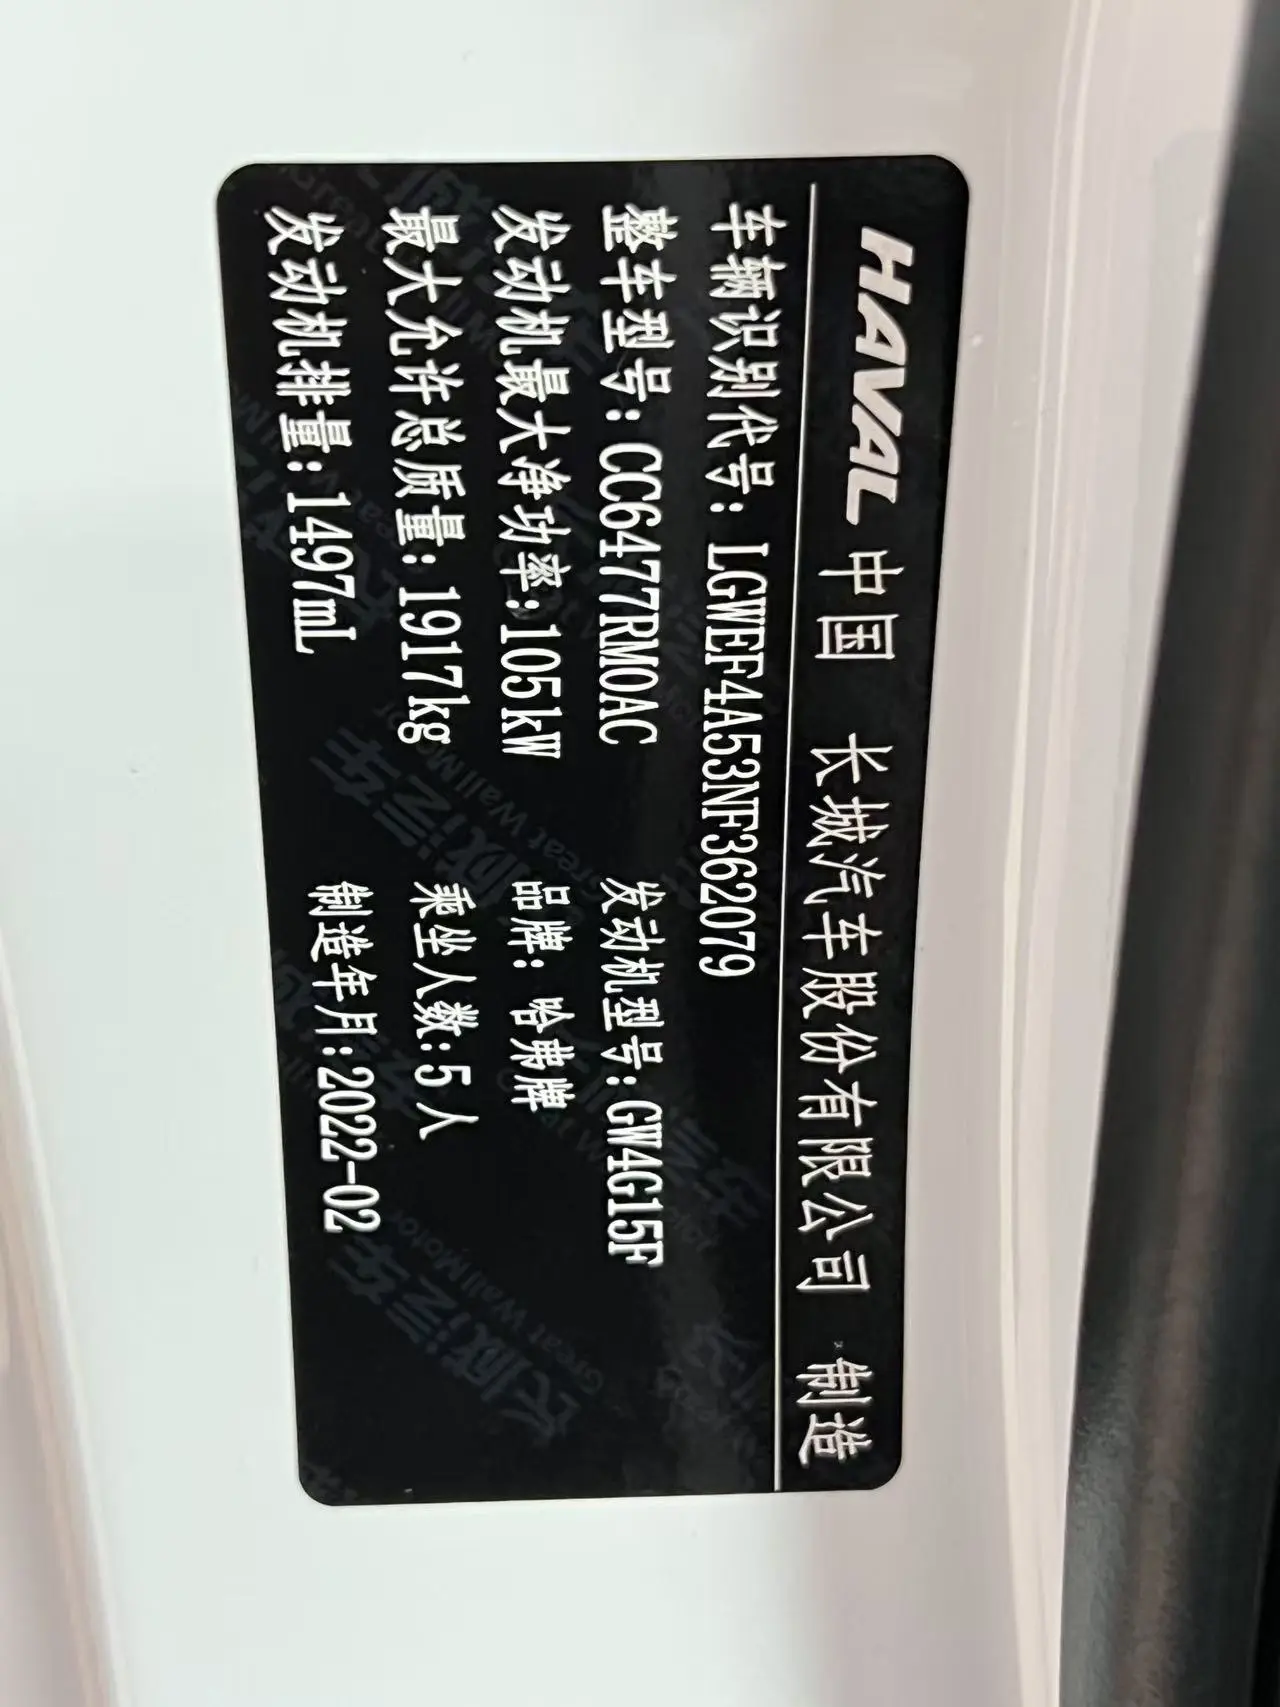 HAVAL 中国 长城汽车股份有限公司 制造
车辆识别代号：LGWEF4A53NF362079
整车型号：CC6477RM0AC 发动机型号：GW4G15F
发动机最大净功率：105kW 品牌：哈弗牌
最大允许总质量：1917kg 乘坐人数：5人
发动机排量：1497mL 制造年月：2022-02